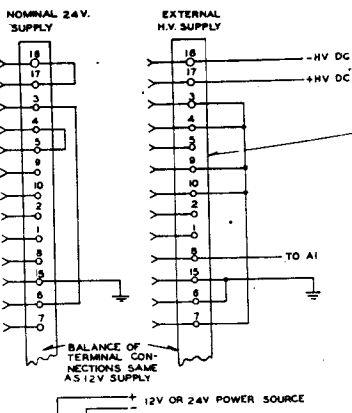 NOMINAL 24V.
SUPPLY
18
17
3
4
5
9
10
2
1
8
15
6
7
EXTERNAL
H.V. SUPPLY
18
17
3
4
5
9
10
2
1
8
15
6
7
-HV DC
+HV DC
TO A1
BALANCE OF
TERMINAL CON-
NECTIONS SAME
AS 12V SUPPLY
+ 12V OR 24V POWER SOURCE
-